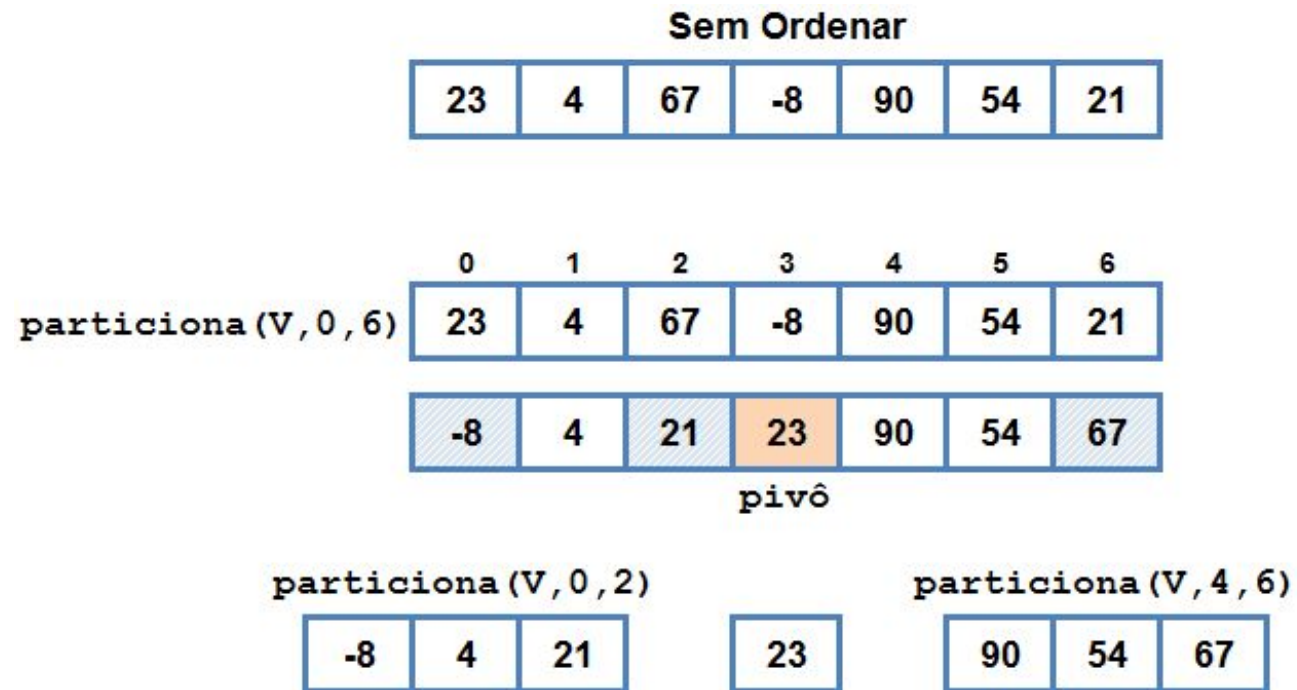 Sem Ordenar
23 4 67 -8 90 54 21
0 1 2 3 4 5 6
particiona(V,0,6) 23 4 67 -8 90 54 21
-8 4 21 23 90 54 67
pivô
particiona(V,0,2) particiona(V,4,6)
-8 4 21 23 90 54 67